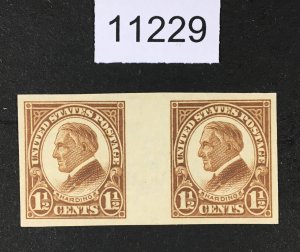 11229
UNITED STATES POSTAGE
HARDING
1½ 1½
CENTS
UNITED STATES POSTAGE
HARDING
1½ 1½
CENTS